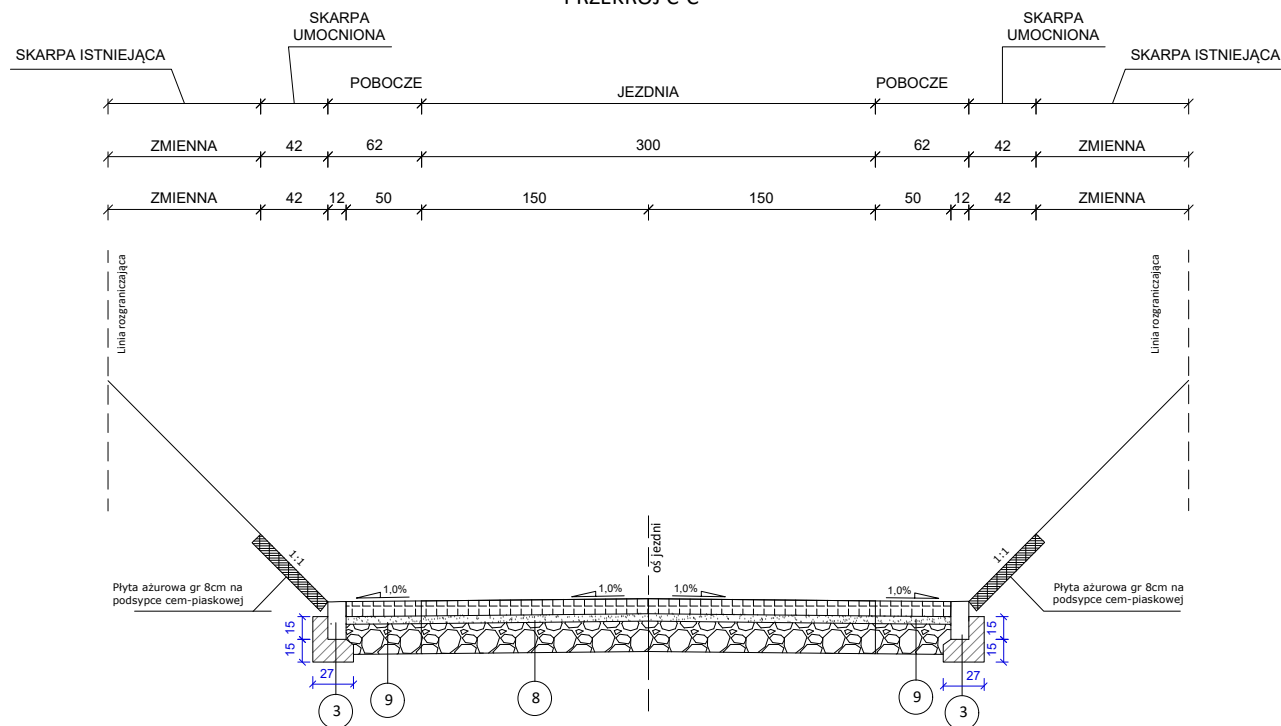 PRZEKRÓJ C-C
SKARPA
UMOCNIONA
SKARPA
UMOCNIONA
SKARPA ISTNIEJĄCA
SKARPA ISTNIEJĄCA
POBOCZE
JEZDNIA
POBOCZE
ZMIENNA 42 62 300 62 42 ZMIENNA
ZMIENNA 42 12 50 150 150 50 12 42 ZMIENNA
Linia rozgraniczająca
Linia rozgraniczająca
oś jezdni
1:1
1:1
Płyta ażurowa gr 8cm na
podsypce cem-piaskowej
Płyta ażurowa gr 8cm na
podsypce cem-piaskowej
1,0% 1,0% 1,0% 1,0%
15
15
27
15
15
27
3 9 8 9 3